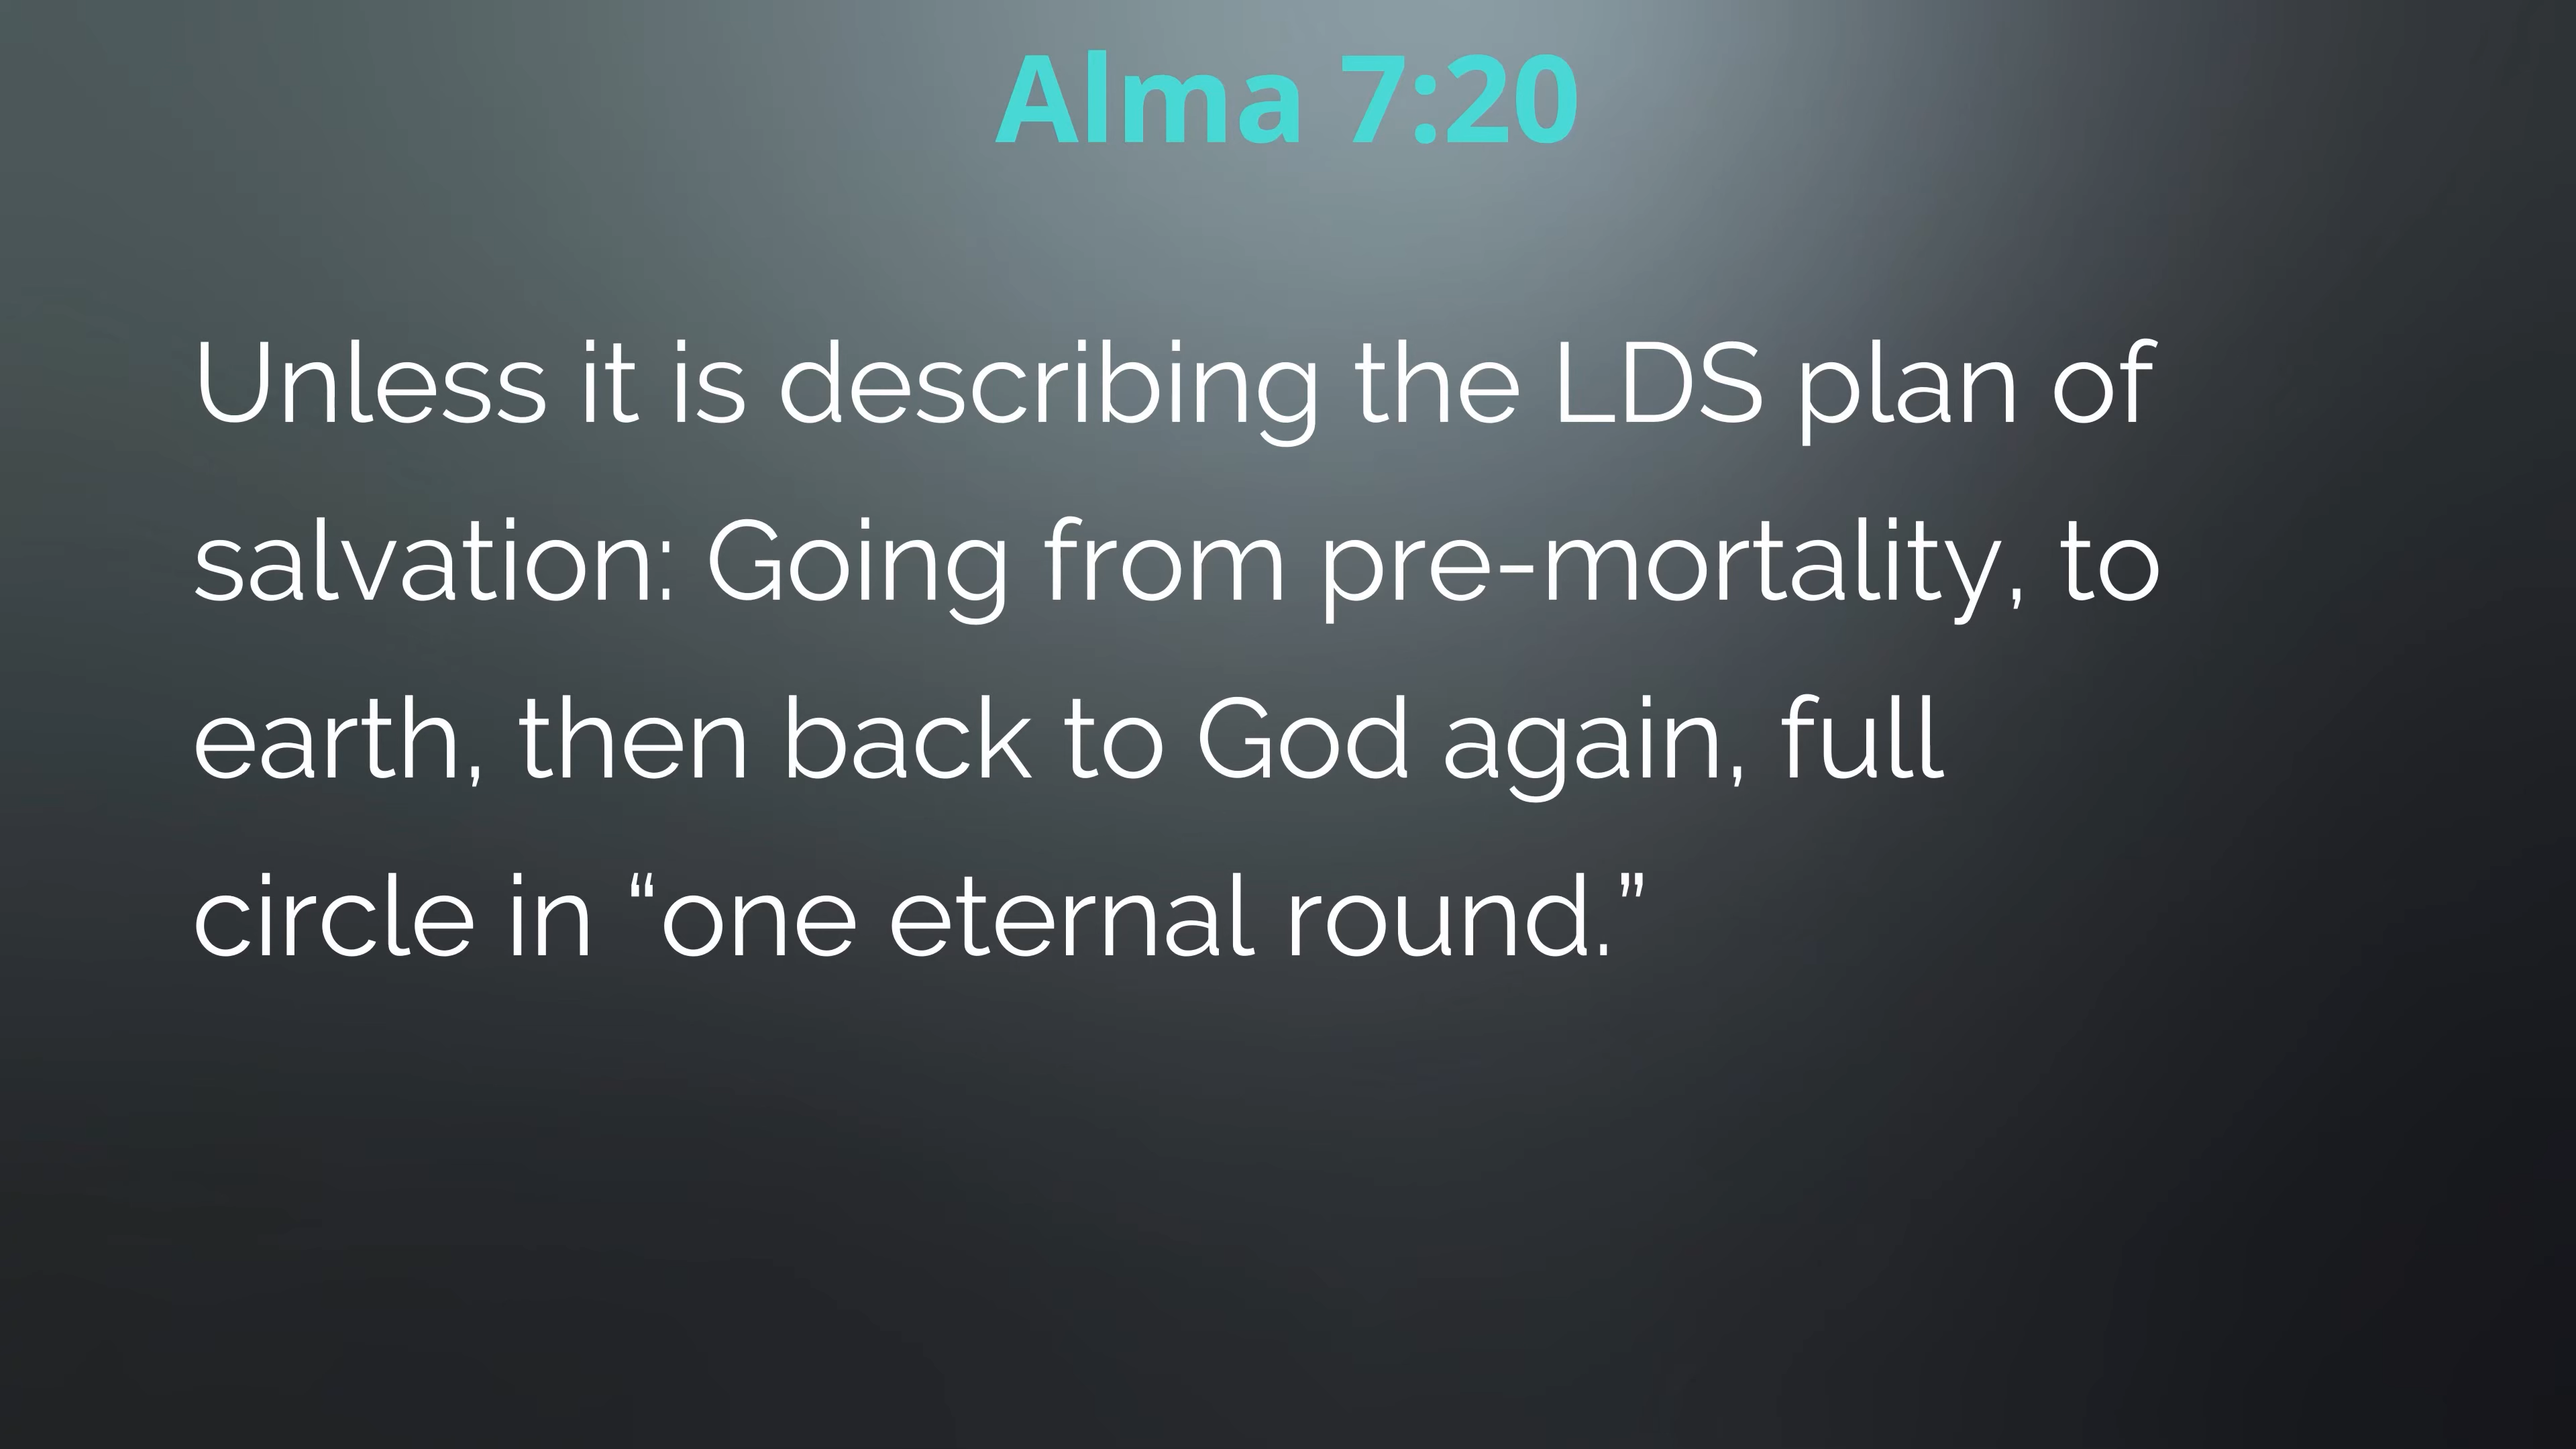 Alma 7:20
Unless it is describing the LDS plan of
salvation: Going from pre-mortality, to
earth, then back to God again, full
circle in “one eternal round.”